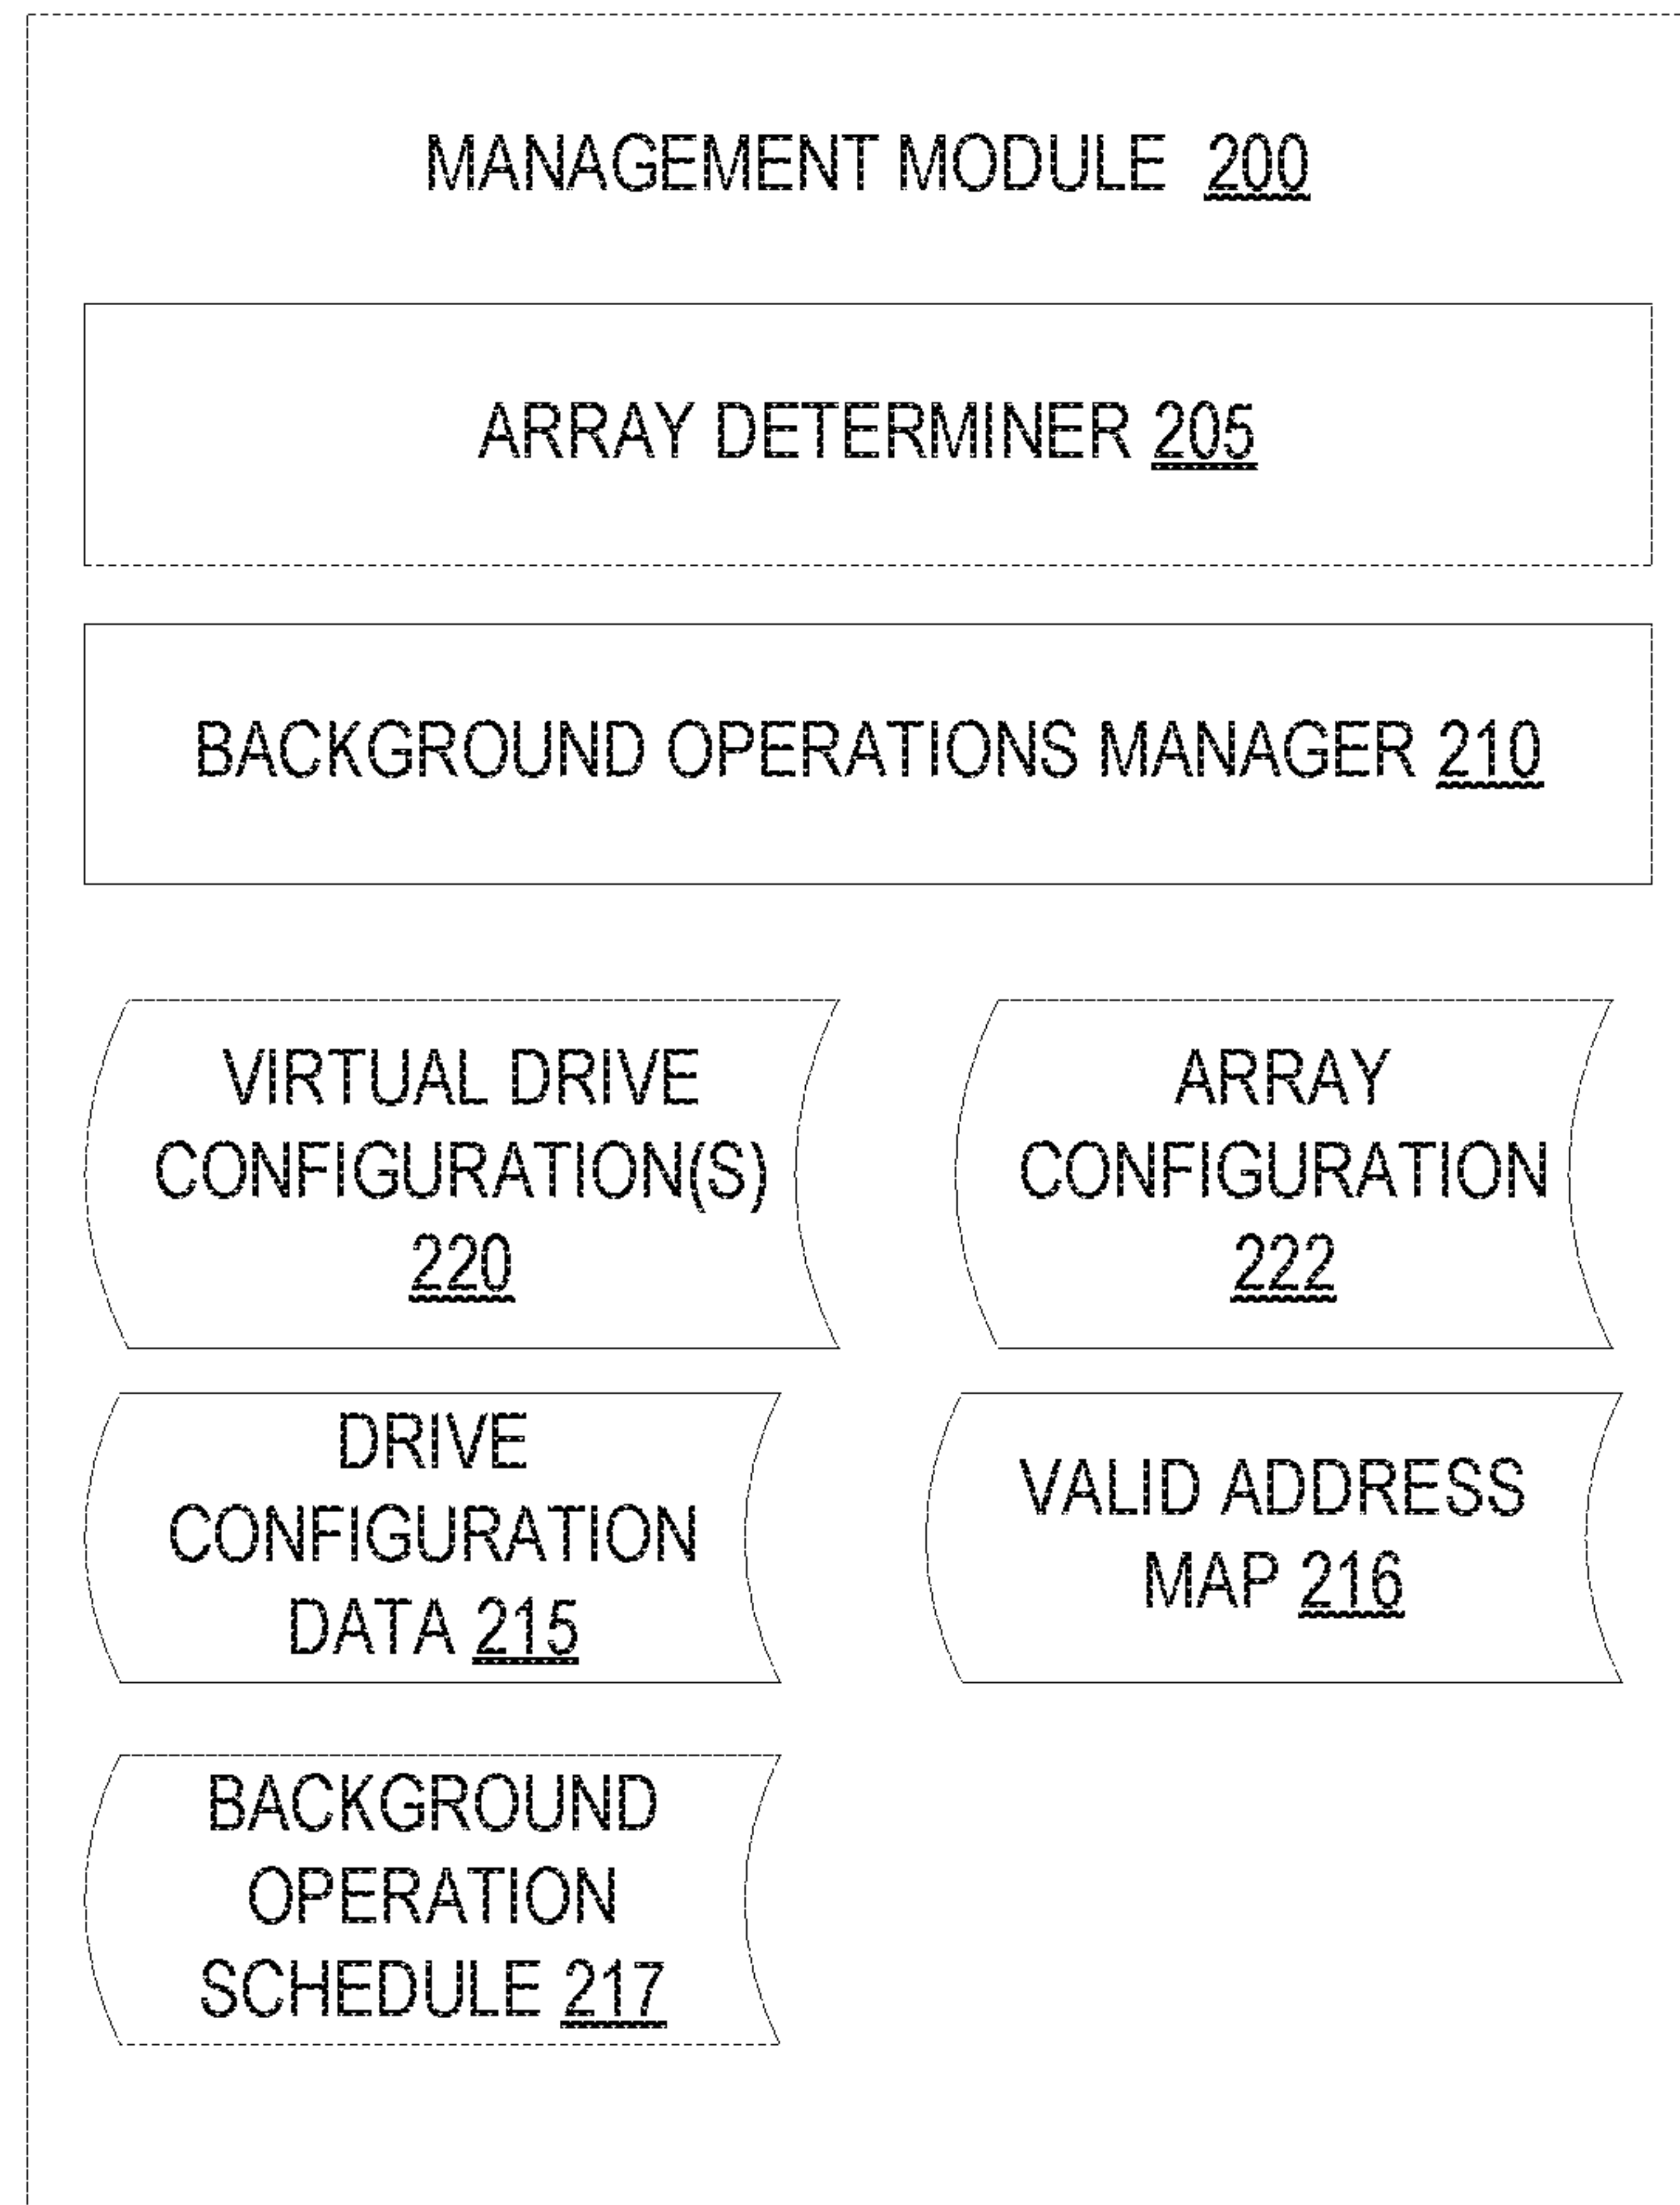 MANAGEMENT MODULE 200
ARRAY DETERMINER 205
BACKGROUND OPERATIONS MANAGER 210
VIRTUAL DRIVE
CONFIGURATION(S)
220
ARRAY
CONFIGURATION
222
DRIVE
CONFIGURATION
DATA 215
VALID ADDRESS
MAP 216
BACKGROUND
OPERATION
SCHEDULE 217